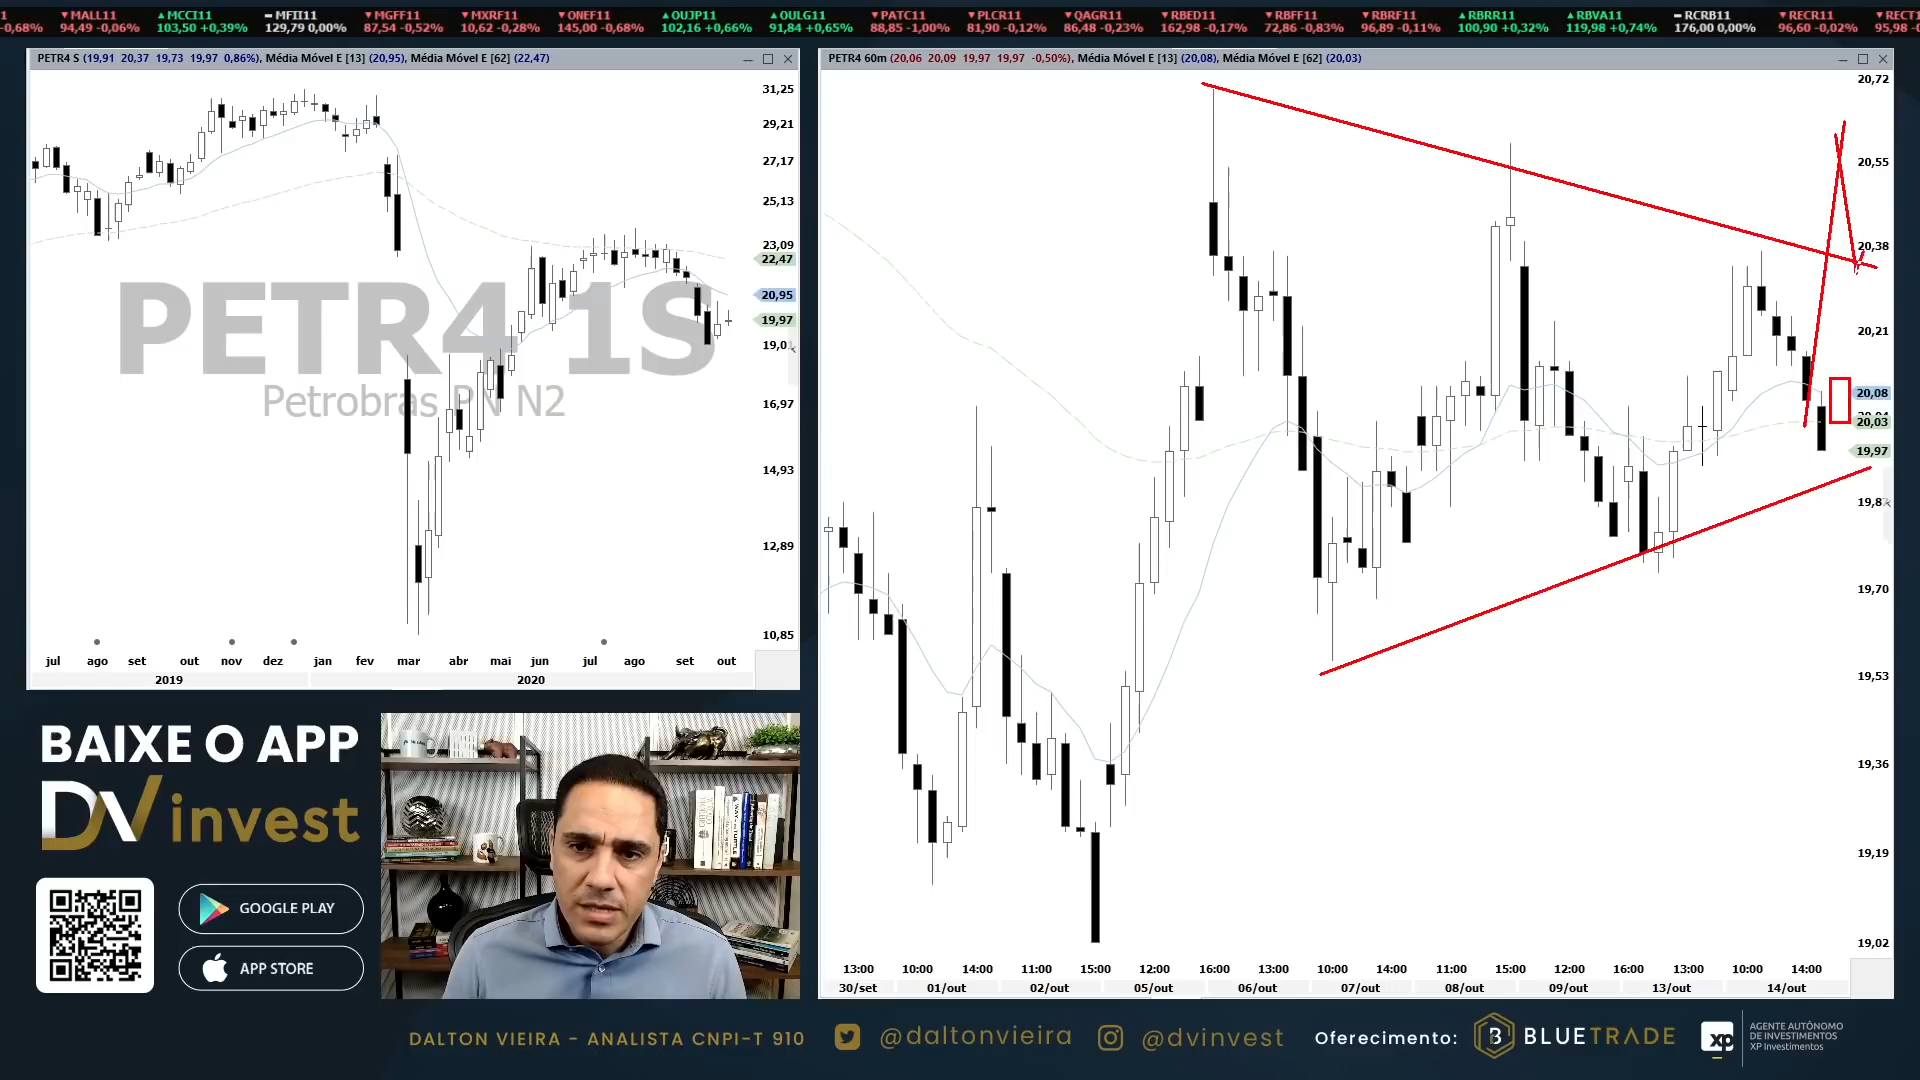 ▼MALL11 ▲MCCI11 ▬MFII11 ▼MGFF11 ▼MXRF11 ▼ONEF11 ▲OUJP11 ▲OULG11 ▼PATC11 ▼PLCR11 ▼QAGR11 ▼RBED11 ▼RBFF11 ▼RBRF11 ▲RBRR11 ▲RBVA11 ▬RCRB11 ▼RECR11 ▼RECT1
-0,68% 94,49 -0,06% 103,50 +0,39% 129,79 0,00% 87,54 -0,52% 10,62 -0,28% 145,00 -0,68% 102,16 +0,66% 91,84 +0,65% 88,85 -1,00% 81,90 -0,12% 86,48 -0,23% 162,98 -0,17% 72,86 -0,83% 96,89 -0,11% 100,90 +0,32% 119,98 +0,74% 176,00 0,00% 96,60 -0,02% 95,98
PETR4 S (19,91 20,37 19,73 19,97 0,86%), Média Móvel E [13] (20,95), Média Móvel E [62] (22,47)
31,25
29,21
27,17
25,13
23,09
22,47
20,95
19,97
16,97
14,93
12,89
10,85
PETR4 1S
Petrobras PN N2
jul ago set out nov dez jan fev mar abr mai jun jul ago set out
2019 2020
PETR4 60m (20,06 20,09 19,97 19,97 -0,50%), Média Móvel E [13] (20,08), Média Móvel E [62] (20,03)
20,72
20,55
20,38
20,21
20,08
20,03
19,97
19,70
19,53
19,36
19,19
19,02
13:00 10:00 14:00 11:00 15:00 12:00 16:00 13:00 10:00 14:00 11:00 15:00 12:00 16:00 13:00 10:00 14:00
30/set 01/out 02/out 05/out 06/out 07/out 08/out 09/out 13/out 14/out
BAIXE O APP
DV invest
GOOGLE PLAY
APP STORE
DALTON VIEIRA - ANALISTA CNPI-T 910
@daltonvieira
@dvinvest
Oferecimento:
BLUETRADE
xp
AGENTE AUTÔNOMO
DE INVESTIMENTOS
XP Investimentos